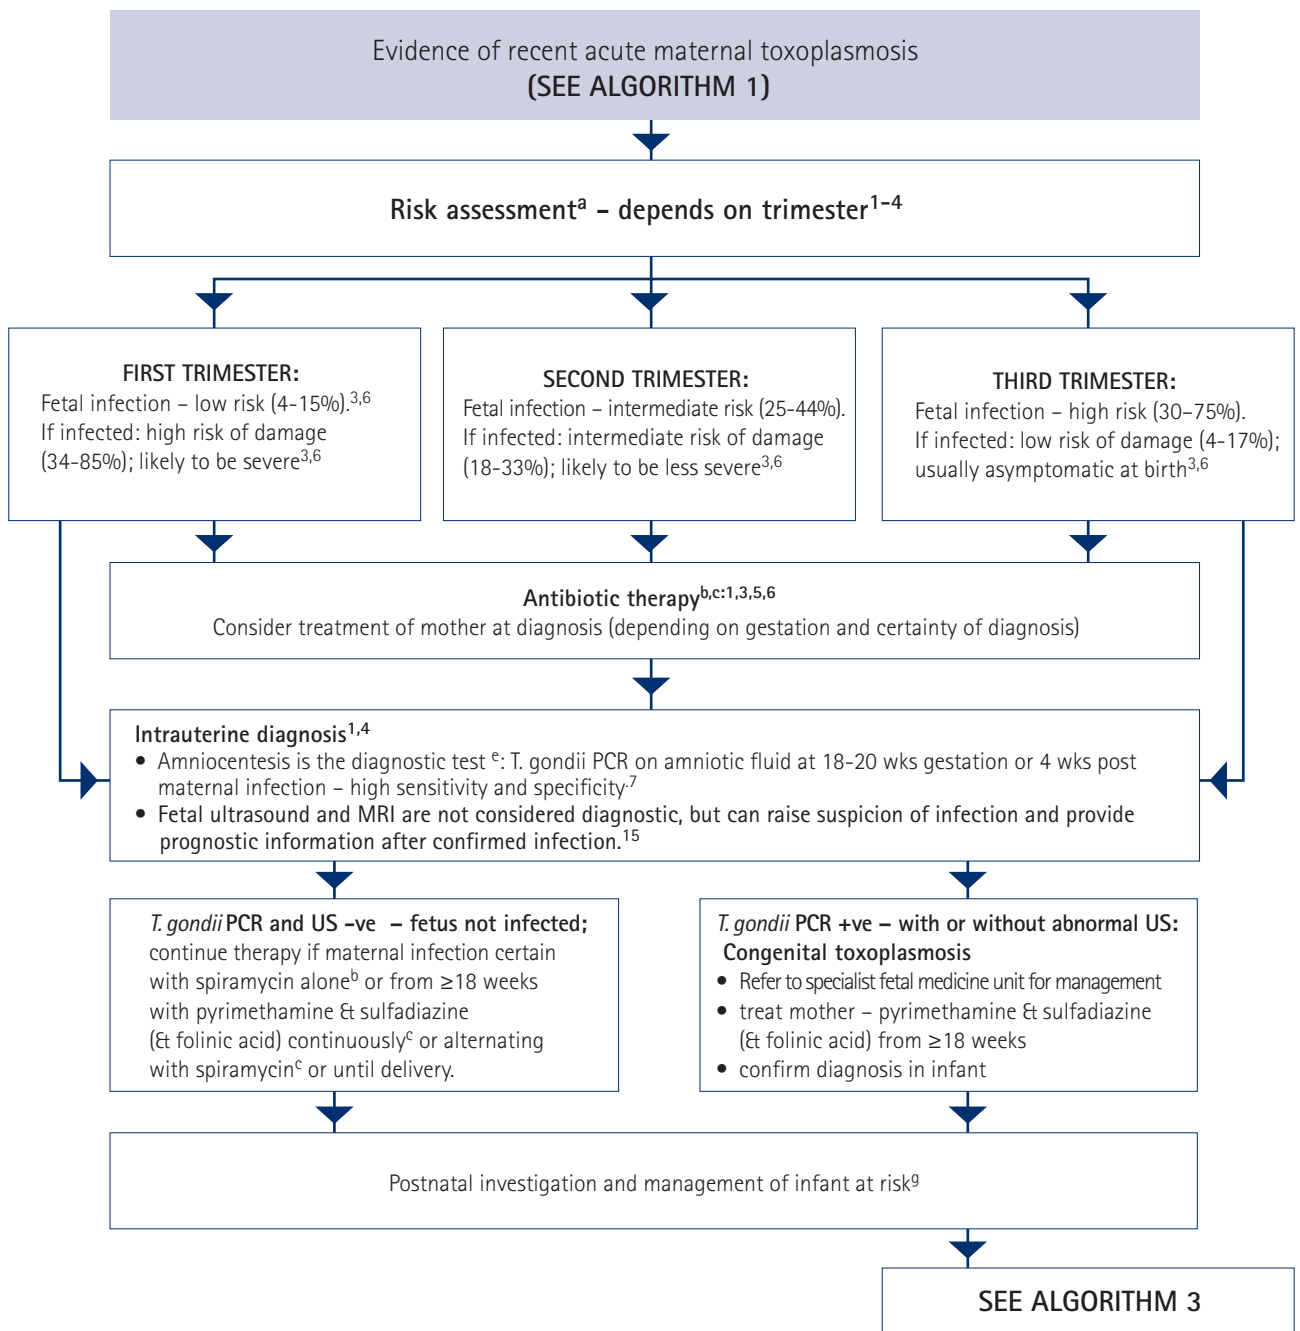 Evidence of recent acute maternal toxoplasmosis
(SEE ALGORITHM 1)
Risk assessmentᵃ – depends on trimester¹⁻⁴
FIRST TRIMESTER:
Fetal infection – low risk (4-15%).³,⁶
If infected: high risk of damage
(34-85%); likely to be severe³,⁶
SECOND TRIMESTER:
Fetal infection – intermediate risk (25-44%).
If infected: intermediate risk of damage
(18-33%); likely to be less severe³,⁶
THIRD TRIMESTER:
Fetal infection – high risk (30–75%).
If infected: low risk of damage (4-17%);
usually asymptomatic at birth³,⁶
Antibiotic therapyᵇ,ᶜ:¹,³,⁵,⁶
Consider treatment of mother at diagnosis (depending on gestation and certainty of diagnosis)
Intrauterine diagnosis¹,⁴
• Amniocentesis is the diagnostic test ᵉ: T. gondii PCR on amniotic fluid at 18-20 wks gestation or 4 wks post
maternal infection – high sensitivity and specificity.⁷
• Fetal ultrasound and MRI are not considered diagnostic, but can raise suspicion of infection and provide
prognostic information after confirmed infection.¹⁵
T. gondii PCR and US -ve – fetus not infected;
continue therapy if maternal infection certain
with spiramycin aloneᵇ or from ≥18 weeks
with pyrimethamine & sulfadiazine
(& folinic acid) continuouslyᶜ or alternating
with spiramycinᶜ or until delivery.
T. gondii PCR +ve – with or without abnormal US:
Congenital toxoplasmosis
• Refer to specialist fetal medicine unit for management
• treat mother – pyrimethamine & sulfadiazine
(& folinic acid) from ≥18 weeks
• confirm diagnosis in infant
Postnatal investigation and management of infant at riskᵍ
SEE ALGORITHM 3